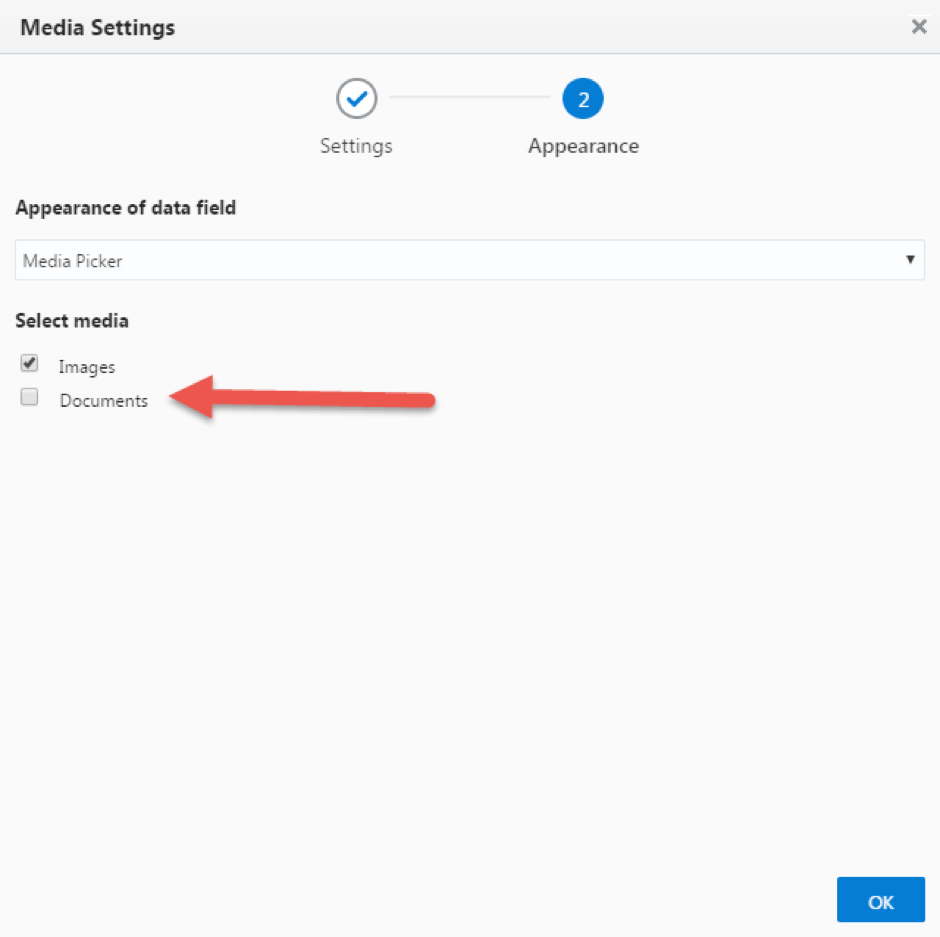 Media Settings
2
Settings
Appearance
Appearance of data field
Media Picker
Select media
Images
Documents
OK